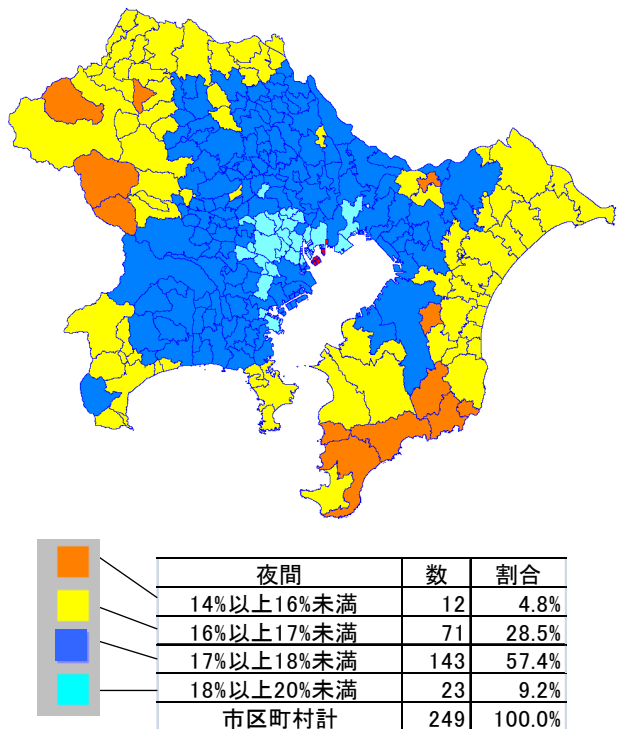 夜間 数 割合
14%以上16%未満 12 4.8%
16%以上17%未満 71 28.5%
17%以上18%未満 143 57.4%
18%以上20%未満 23 9.2%
市区町村計 249 100.0%